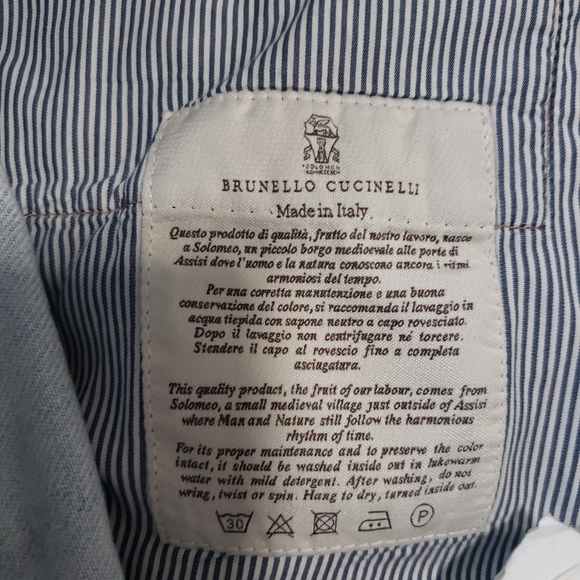 BRUNELLO CUCINELLI
Made in Italy
Questo prodotto di qualità, frutto del nostro lavoro, nasce
a Solomeo, un piccolo borgo medioevale alle porte di
Assisi dove l'uomo e la natura conoscono ancora i ritmi
armoniosi del tempo.
Per una corretta manutenzione e una buona
conservazione del colore, si raccomanda il lavaggio in
acqua tiepida con sapone neutro a capo rovesciato.
Dopo il lavaggio non centrifugare né torcere.
Stendere il capo al rovescio fino a completa
asciugatura.
This quality product, the fruit of our labour, comes from
Solomeo, a small medieval village just outside of Assisi
where Man and Nature still follow the harmonious
rhythm of time.
For its proper maintenance and to preserve the color
intact, it should be washed inside out in lukewarm
water with mild detergent. After washing, do not
wring, twist or spin. Hang to dry, turned inside out.
30 P